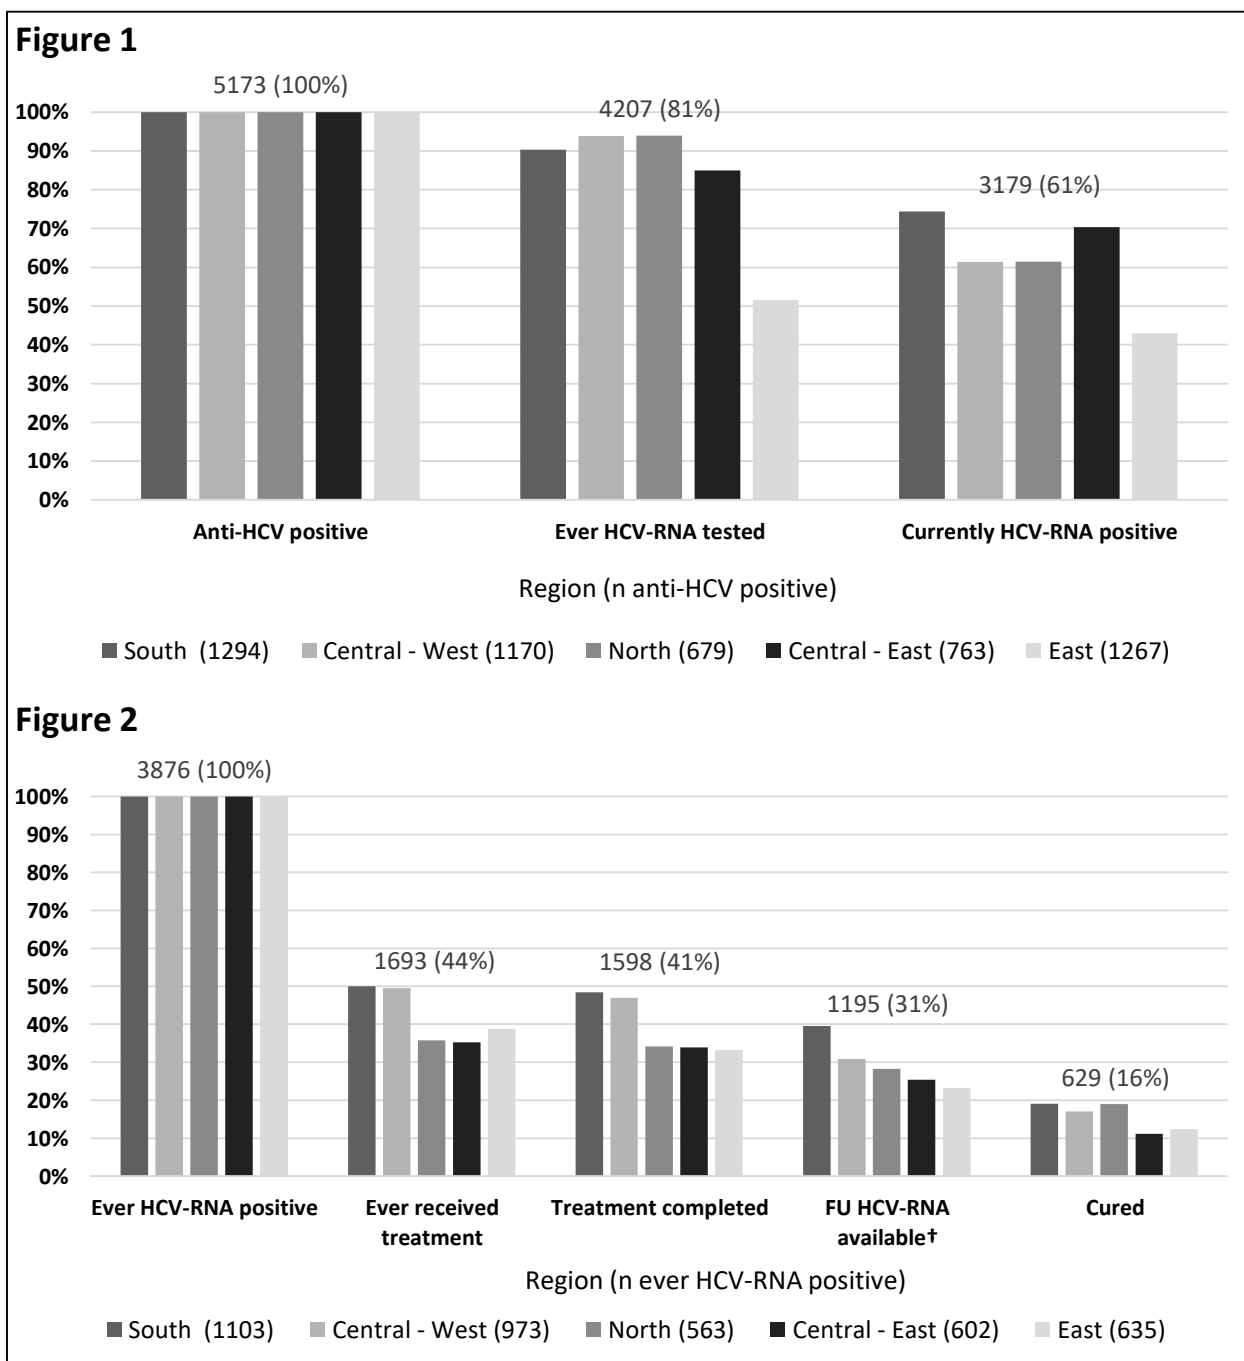 Figure 1
5173 (100%)
4207 (81%)
3179 (61%)
100%
90%
80%
70%
60%
50%
40%
30%
20%
10%
0%
Anti-HCV positive
Ever HCV-RNA tested
Currently HCV-RNA positive
Region (n anti-HCV positive)
South (1294) Central - West (1170) North (679) Central - East (763) East (1267)
Figure 2
3876 (100%)
1693 (44%)
1598 (41%)
1195 (31%)
629 (16%)
100%
90%
80%
70%
60%
50%
40%
30%
20%
10%
0%
Ever HCV-RNA positive
Ever received
treatment
Treatment completed
FU HCV-RNA
available†
Cured
Region (n ever HCV-RNA positive)
South (1103) Central - West (973) North (563) Central - East (602) East (635)